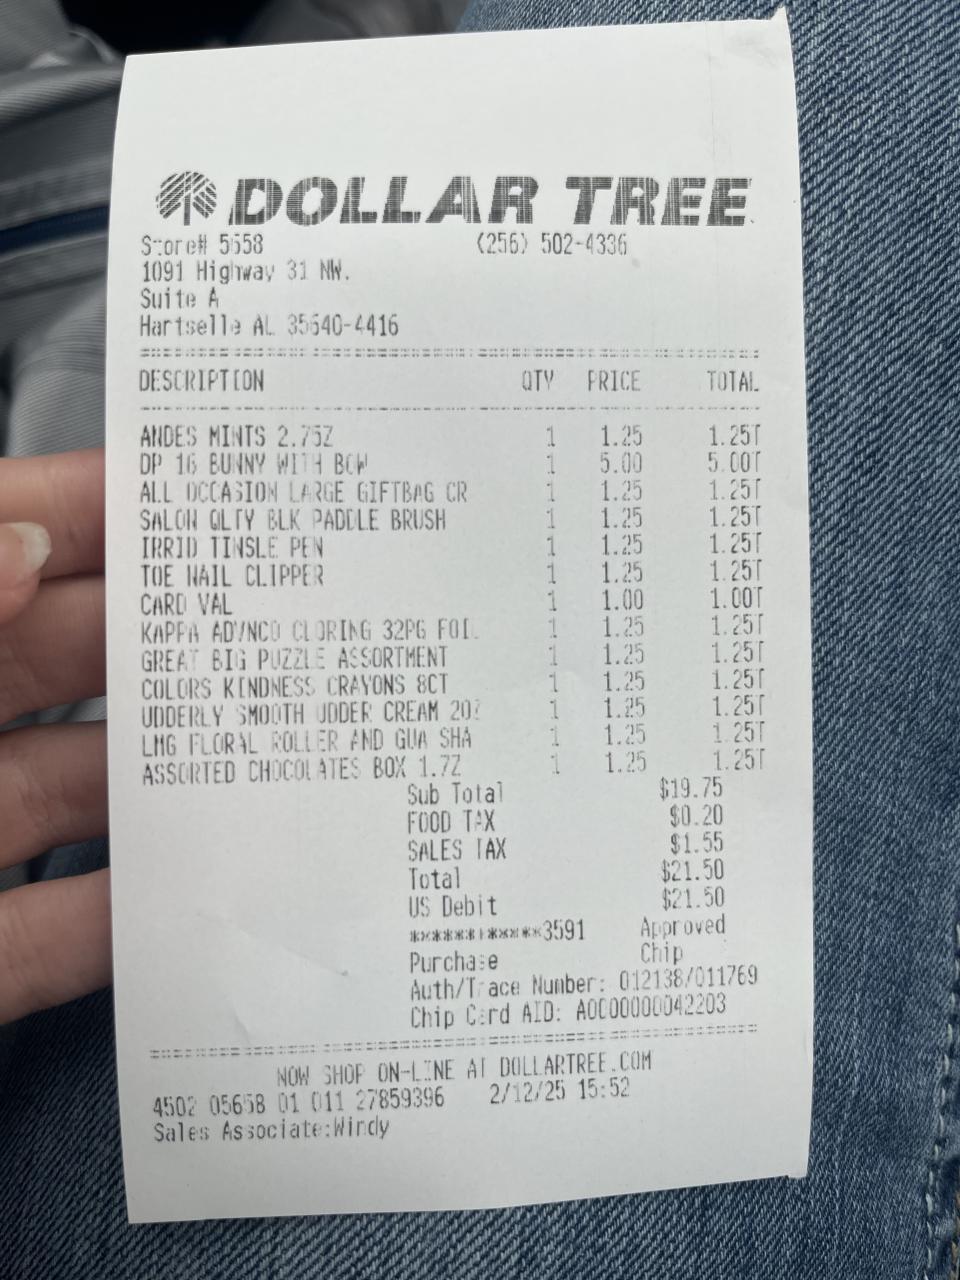 DOLLAR TREE
Store# 5658 (256) 502-4336
1091 Highway 31 NW.
Suite A
Hartselle AL 35640-4416
DESCRIPTION QTY PRICE TOTAL
ANDES MINTS 2.75Z 1 1.25 1.25T
DP 16 BUNNY WITH BOW 1 5.00 5.00T
ALL OCCASION LARGE GIFTBAG CR 1 1.25 1.25T
SALON QLTY BLK PADDLE BRUSH 1 1.25 1.25T
IRRID TINSLE PEN 1 1.25 1.25T
TOE NAIL CLIPPER 1 1.25 1.25T
CARD VAL 1 1.00 1.00T
KAPPA ADVNCD CLORING 32PG FOIL 1 1.25 1.25T
GREAT BIG PUZZLE ASSORTMENT 1 1.25 1.25T
COLORS KINDNESS CRAYONS 8CT 1 1.25 1.25T
UDDERLY SMOOTH UDDER CREAM 20Z 1 1.25 1.25T
LMG FLORAL ROLLER AND GUA SHA 1 1.25 1.25T
ASSORTED CHOCOLATES BOX 1.7Z 1 1.25 1.25T
Sub Total $19.75
FOOD TAX $0.20
SALES TAX $1.55
Total $21.50
US Debit $21.50
************3591 Approved
Purchase Chip
Auth/Trace Number: 012138/011769
Chip Card AID: A0000000042203
NOW SHOP ON-LINE AT DOLLARTREE.COM
4502 05658 01 011 27859396 2/12/25 15:52
Sales Associate:Windy